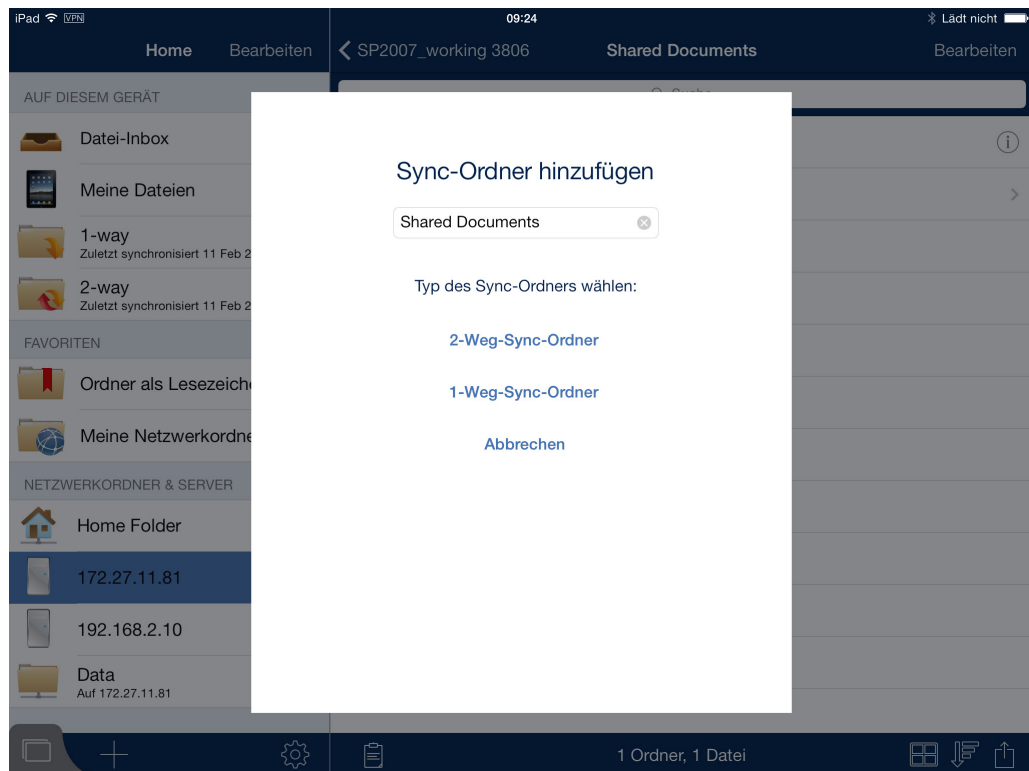 iPad VPN 09:24 Lädt nicht
Home Bearbeiten
SP2007_working 3806 Shared Documents Bearbeiten
AUF DIESEM GERÄT
Datei-Inbox
Meine Dateien
1-way
Zuletzt synchronisiert 11 Feb 2
2-way
Zuletzt synchronisiert 11 Feb 2
FAVORITEN
Ordner als Lesezeiche
Meine Netzwerkordne
NETZWERKORDNER & SERVER
Home Folder
172.27.11.81
192.168.2.10
Data
Auf 172.27.11.81
Sync-Ordner hinzufügen
Shared Documents
Typ des Sync-Ordners wählen:
2-Weg-Sync-Ordner
1-Weg-Sync-Ordner
Abbrechen
1 Ordner, 1 Datei